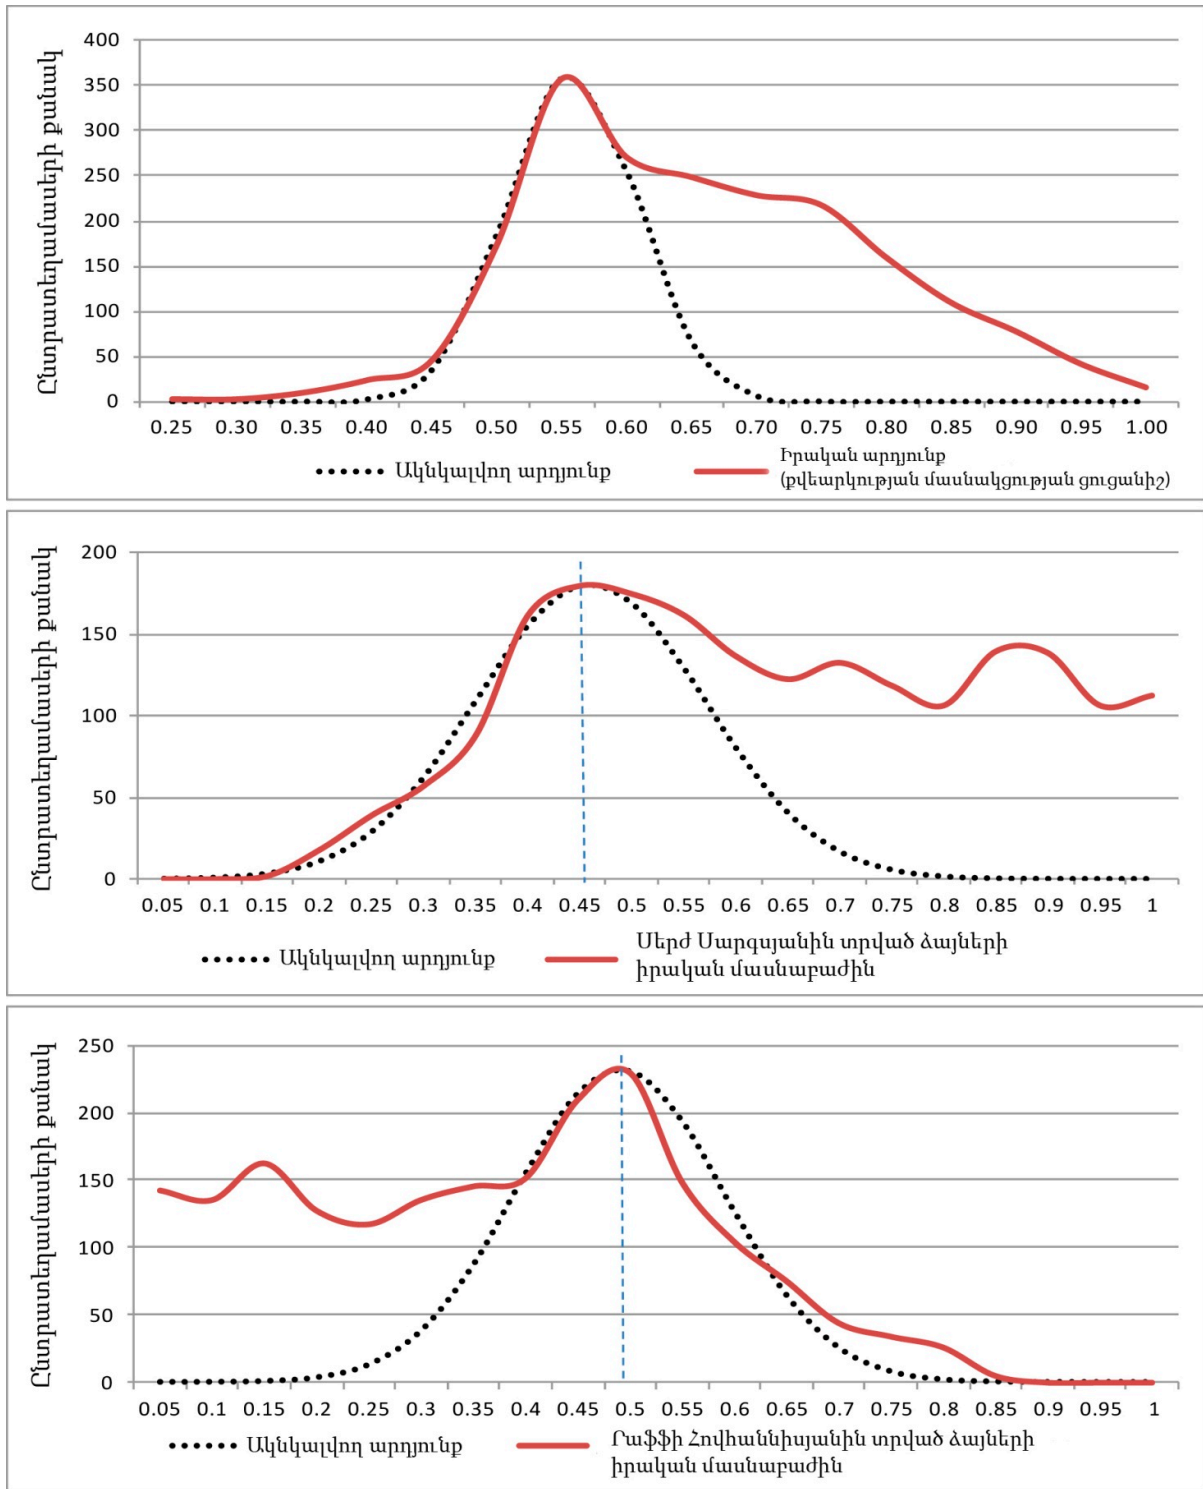 Ընտրատեղամասերի քանակ
400
350
300
250
200
150
100
50
0
0.25 0.30 0.35 0.40 0.45 0.50 0.55 0.60 0.65 0.70 0.75 0.80 0.85 0.90 0.95 1.00
Ակնկալվող արդյունք
Իրական արդյունք
(քվեարկության մասնակցության ցուցանիշ)
Ընտրատեղամասերի քանակ
200
150
100
50
0
0.05 0.1 0.15 0.2 0.25 0.3 0.35 0.4 0.45 0.5 0.55 0.6 0.65 0.7 0.75 0.8 0.85 0.9 0.95 1
Ակնկալվող արդյունք
Սերժ Սարգսյանին տրված ձայների
իրական մասնաբաժին
Ընտրատեղամասերի քանակ
250
200
150
100
50
0
0.05 0.1 0.15 0.2 0.25 0.3 0.35 0.4 0.45 0.5 0.55 0.6 0.65 0.7 0.75 0.8 0.85 0.9 0.95 1
Ակնկալվող արդյունք
Րաֆֆի Հովհաննիսյանին տրված ձայների
իրական մասնաբաժին